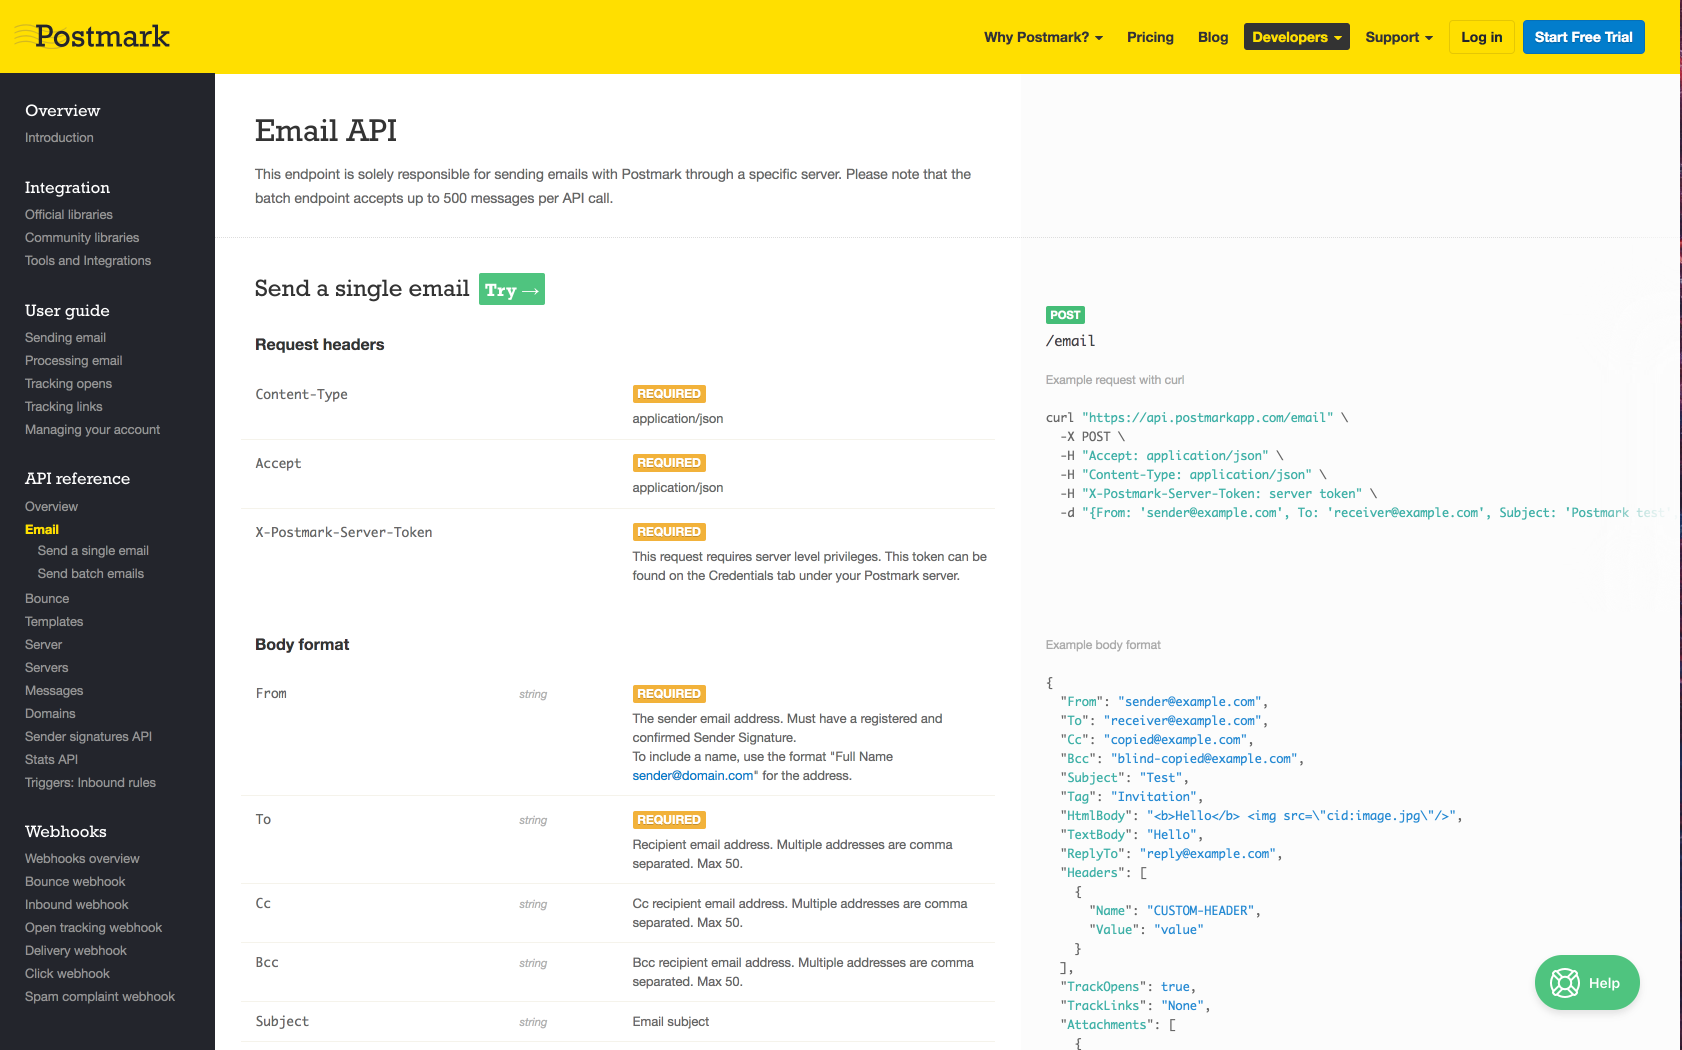 Postmark
Why Postmark?
Pricing
Blog
Developers
Support
Log in
Start Free Trial
Overview
Introduction
Integration
Official libraries
Community libraries
Tools and Integrations
User guide
Sending email
Processing email
Tracking opens
Tracking links
Managing your account
API reference
Overview
Email
Send a single email
Send batch emails
Bounce
Templates
Server
Servers
Messages
Domains
Sender signatures API
Stats API
Triggers: Inbound rules
Webhooks
Webhooks overview
Bounce webhook
Inbound webhook
Open tracking webhook
Delivery webhook
Click webhook
Spam complaint webhook
Email API
This endpoint is solely responsible for sending emails with Postmark through a specific server. Please note that the
batch endpoint accepts up to 500 messages per API call.
Send a single email Try →
Request headers
Content-Type REQUIRED
application/json
Accept REQUIRED
application/json
X-Postmark-Server-Token REQUIRED
This request requires server level privileges. This token can be
found on the Credentials tab under your Postmark server.
Body format
From string REQUIRED
The sender email address. Must have a registered and
confirmed Sender Signature.
To include a name, use the format "Full Name
sender@domain.com" for the address.
To string REQUIRED
Recipient email address. Multiple addresses are comma
separated. Max 50.
Cc string Cc recipient email address. Multiple addresses are comma
separated. Max 50.
Bcc string Bcc recipient email address. Multiple addresses are comma
separated. Max 50.
Subject string Email subject
POST
/email
Example request with curl
curl "https://api.postmarkapp.com/email" \
-X POST \
-H "Accept: application/json" \
-H "Content-Type: application/json" \
-H "X-Postmark-Server-Token: server token" \
-d "{From: 'sender@example.com', To: 'receiver@example.com', Subject: 'Postmark test'
Example body format
{
"From": "sender@example.com",
"To": "receiver@example.com",
"Cc": "copied@example.com",
"Bcc": "blind-copied@example.com",
"Subject": "Test",
"Tag": "Invitation",
"HtmlBody": "<b>Hello</b> <img src=\"cid:image.jpg\"/>",
"TextBody": "Hello",
"ReplyTo": "reply@example.com",
"Headers": [
{
"Name": "CUSTOM-HEADER",
"Value": "value"
}
],
"TrackOpens": true,
"TrackLinks": "None",
"Attachments": [
{
Help